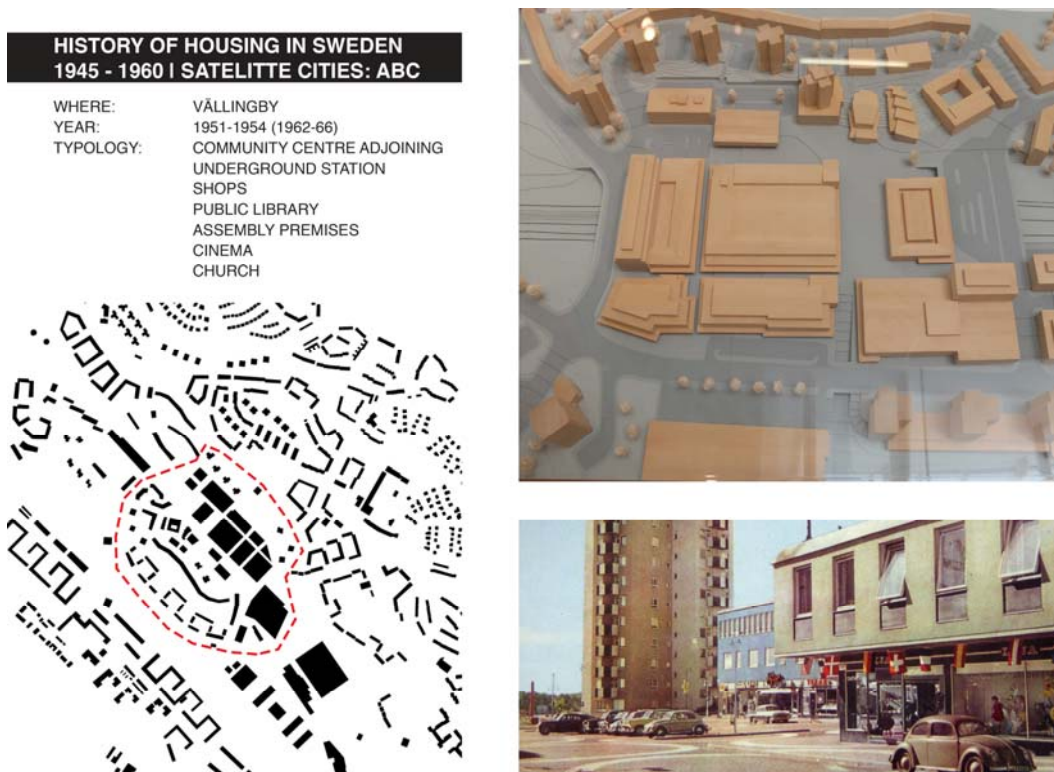 HISTORY OF HOUSING IN SWEDEN
1945 - 1960 I SATELITTE CITIES: ABC
WHERE: VÄLLINGBY
YEAR: 1951-1954 (1962-66)
TYPOLOGY: COMMUNITY CENTRE ADJOINING
UNDERGROUND STATION
SHOPS
PUBLIC LIBRARY
ASSEMBLY PREMISES
CINEMA
CHURCH